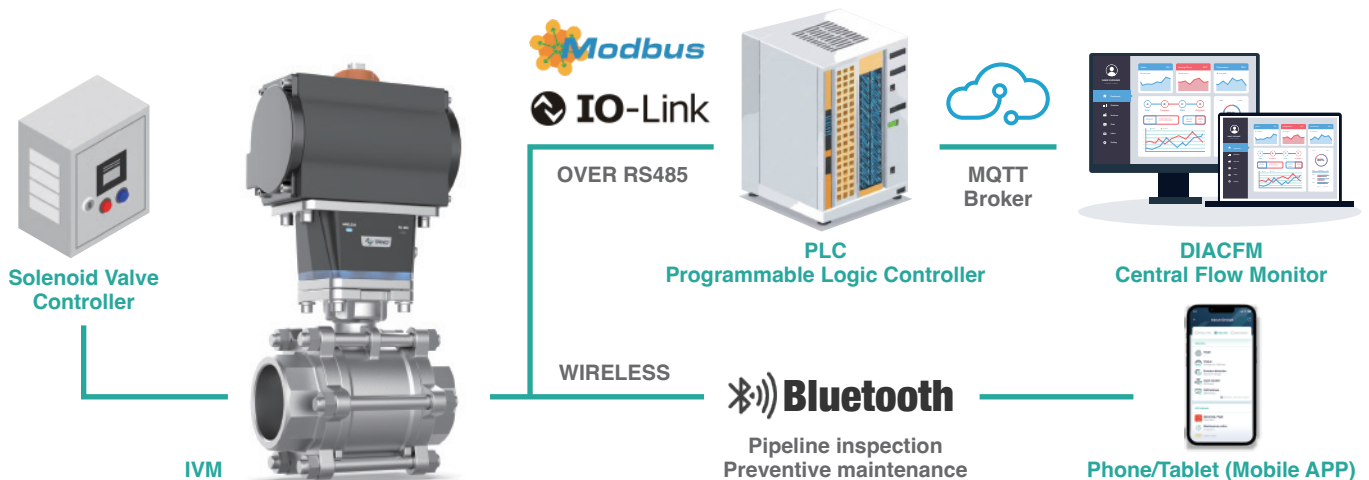 Modbus
IO-Link
OVER RS485
MQTT
Broker
Solenoid Valve
Controller
PLC
Programmable Logic Controller
DIACFM
Central Flow Monitor
WIRELESS
Bluetooth
Pipeline inspection
Preventive maintenance
IVM
Phone/Tablet (Mobile APP)